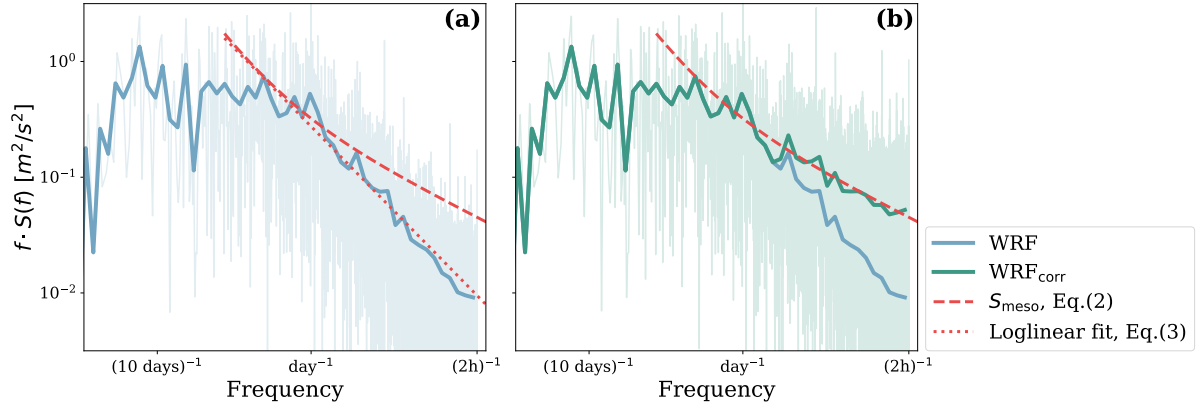 (a)
(b)
f · S(f) [m²/s²]
10⁰
10⁻¹
10⁻²
(10 days)⁻¹
day⁻¹
(2h)⁻¹
Frequency
(10 days)⁻¹
day⁻¹
(2h)⁻¹
Frequency
WRF
WRFcorr
Smeso, Eq.(2)
Loglinear fit, Eq.(3)